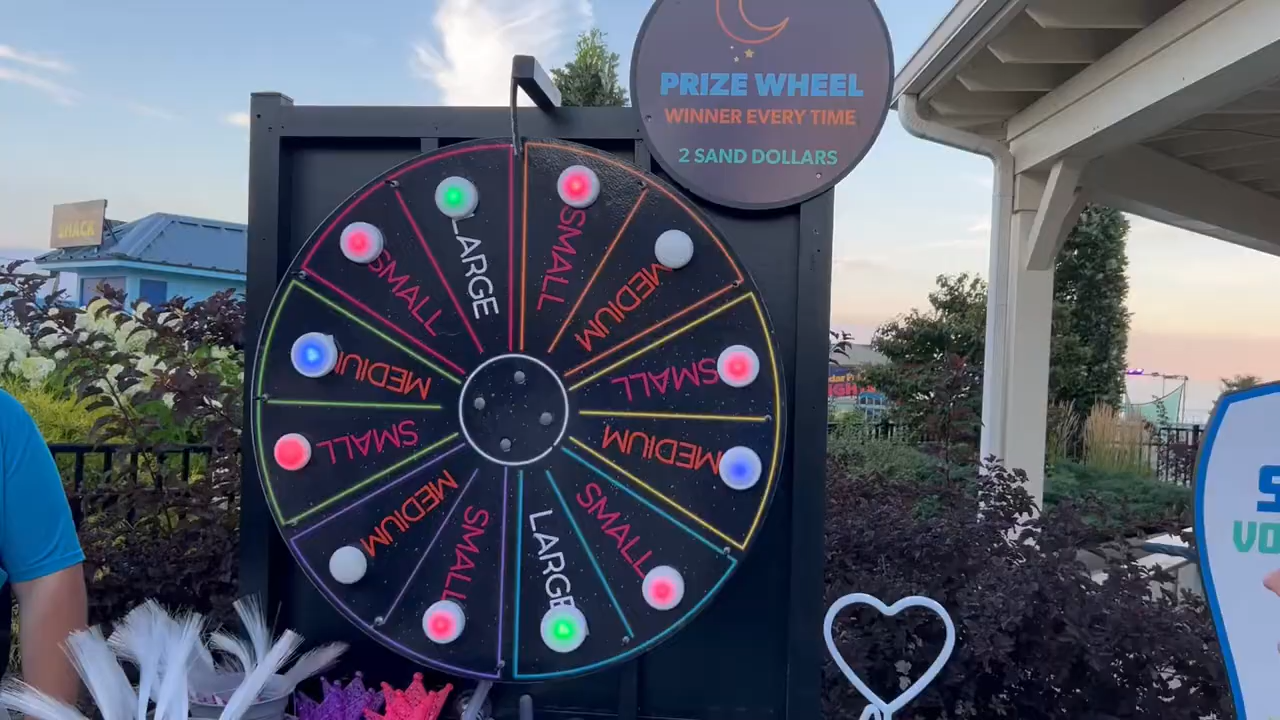 SHACK
PRIZE WHEEL
WINNER EVERY TIME
2 SAND DOLLARS
LARGE
SMALL
MEDIUM
SMALL
MEDIUM
SMALL
LARGE
SMALL
MEDIUM
SMALL
MEDIUM
SMALL